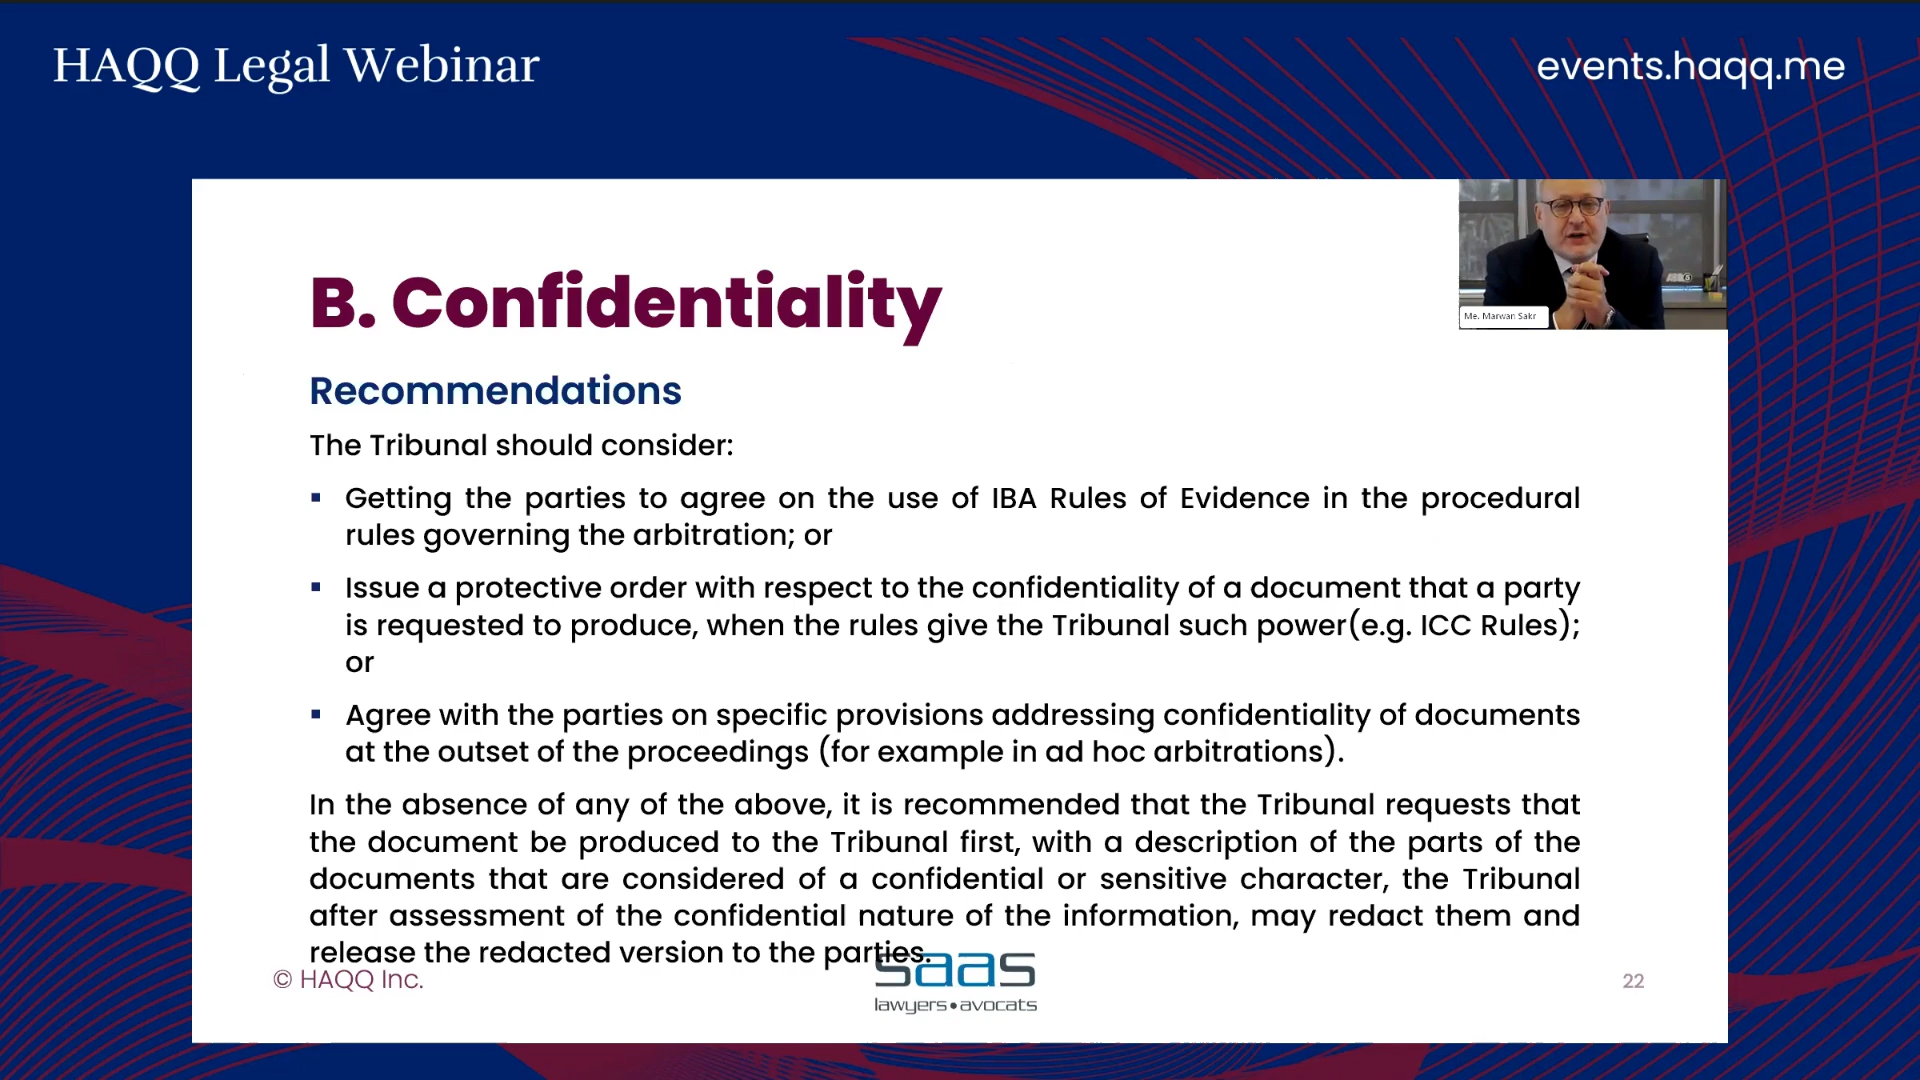 HAQQ Legal Webinar
events.haqq.me
Me. Marwan Sakr
B. Confidentiality
Recommendations
The Tribunal should consider:
▪ Getting the parties to agree on the use of IBA Rules of Evidence in the procedural
rules governing the arbitration; or
▪ Issue a protective order with respect to the confidentiality of a document that a party
is requested to produce, when the rules give the Tribunal such power(e.g. ICC Rules);
or
▪ Agree with the parties on specific provisions addressing confidentiality of documents
at the outset of the proceedings (for example in ad hoc arbitrations).
In the absence of any of the above, it is recommended that the Tribunal requests that
the document be produced to the Tribunal first, with a description of the parts of the
documents that are considered of a confidential or sensitive character, the Tribunal
after assessment of the confidential nature of the information, may redact them and
release the redacted version to the parties.
© HAQQ Inc.
saas
lawyers•avocats
22